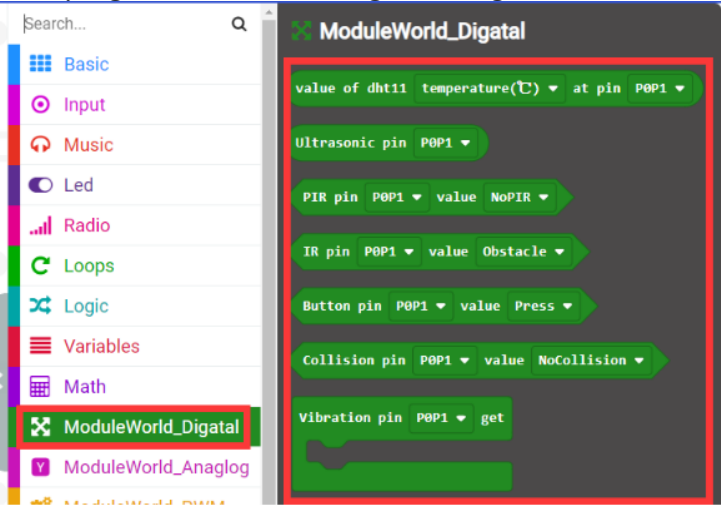 Search...
Basic
Input
Music
Led
Radio
Loops
Logic
Variables
Math
ModuleWorld_Digatal
ModuleWorld_Anaglog
ModuleWorld_Digatal
value of dht11 temperature(℃) at pin P0P1
Ultrasonic pin P0P1
PIR pin P0P1 value NoPIR
IR pin P0P1 value Obstacle
Button pin P0P1 value Press
Collision pin P0P1 value NoCollision
Vibration pin P0P1 get